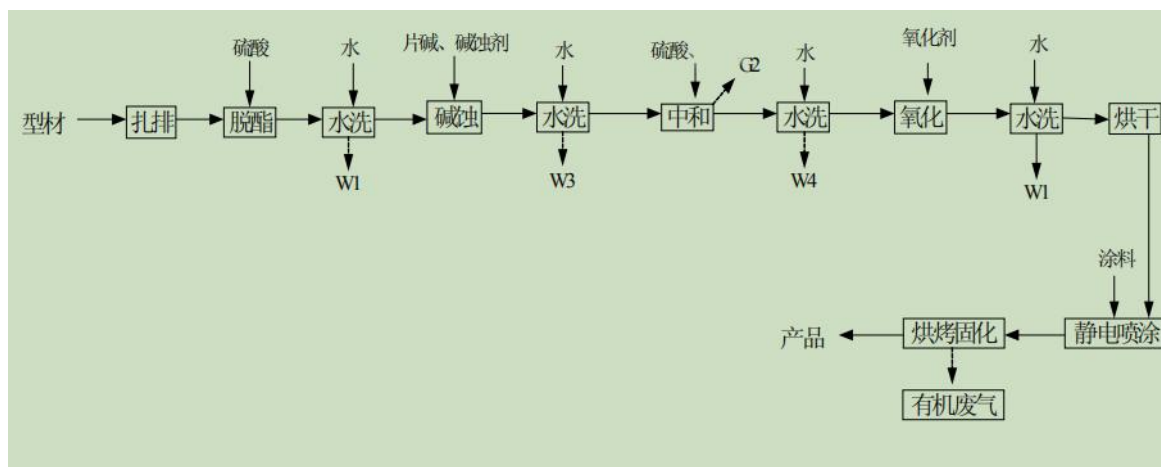 硫酸
水
片碱、碱蚀剂
水
硫酸、
G2
水
氧化剂
水
型材
扎排
脱酯
水洗
碱蚀
水洗
中和
水洗
氧化
水洗
烘干
W1
W3
W4
W1
涂料
产品
烘烤固化
静电喷涂
有机废气